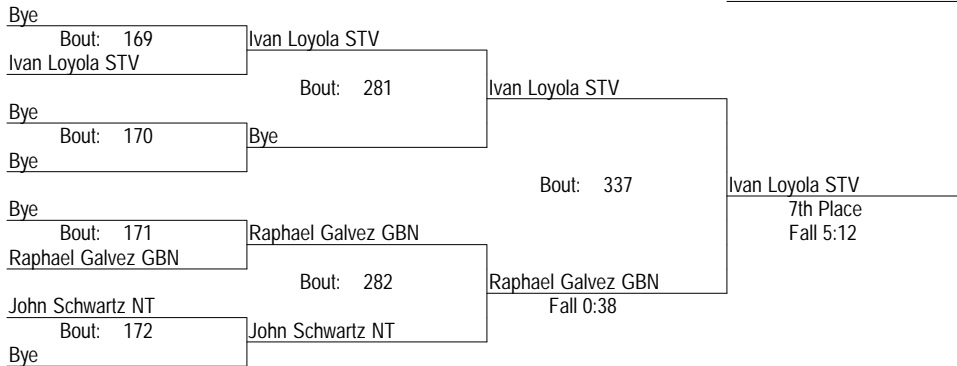 Bye
Bout: 169
Ivan Loyola STV
Ivan Loyola STV
Bout: 281
Ivan Loyola STV
Bye
Bout: 170
Bye
Bye
Bout: 337
Ivan Loyola STV
7th Place
Fall 5:12
Bye
Bout: 171
Raphael Galvez GBN
Raphael Galvez GBN
Bout: 282
Raphael Galvez GBN
Fall 0:38
John Schwartz NT
Bout: 172
John Schwartz NT
Bye